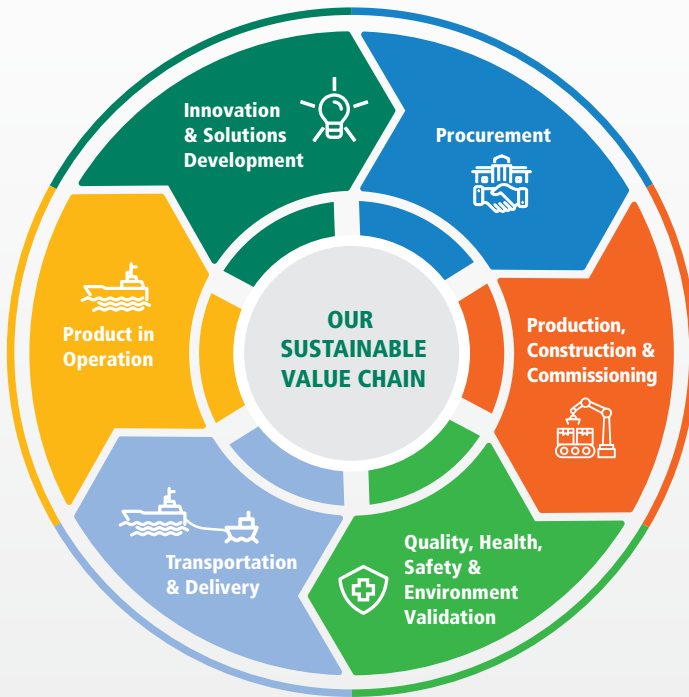 OUR
SUSTAINABLE
VALUE CHAIN
Innovation
& Solutions
Development
Procurement
Production,
Construction &
Commissioning
Quality, Health,
Safety &
Environment
Validation
Transportation
& Delivery
Product in
Operation